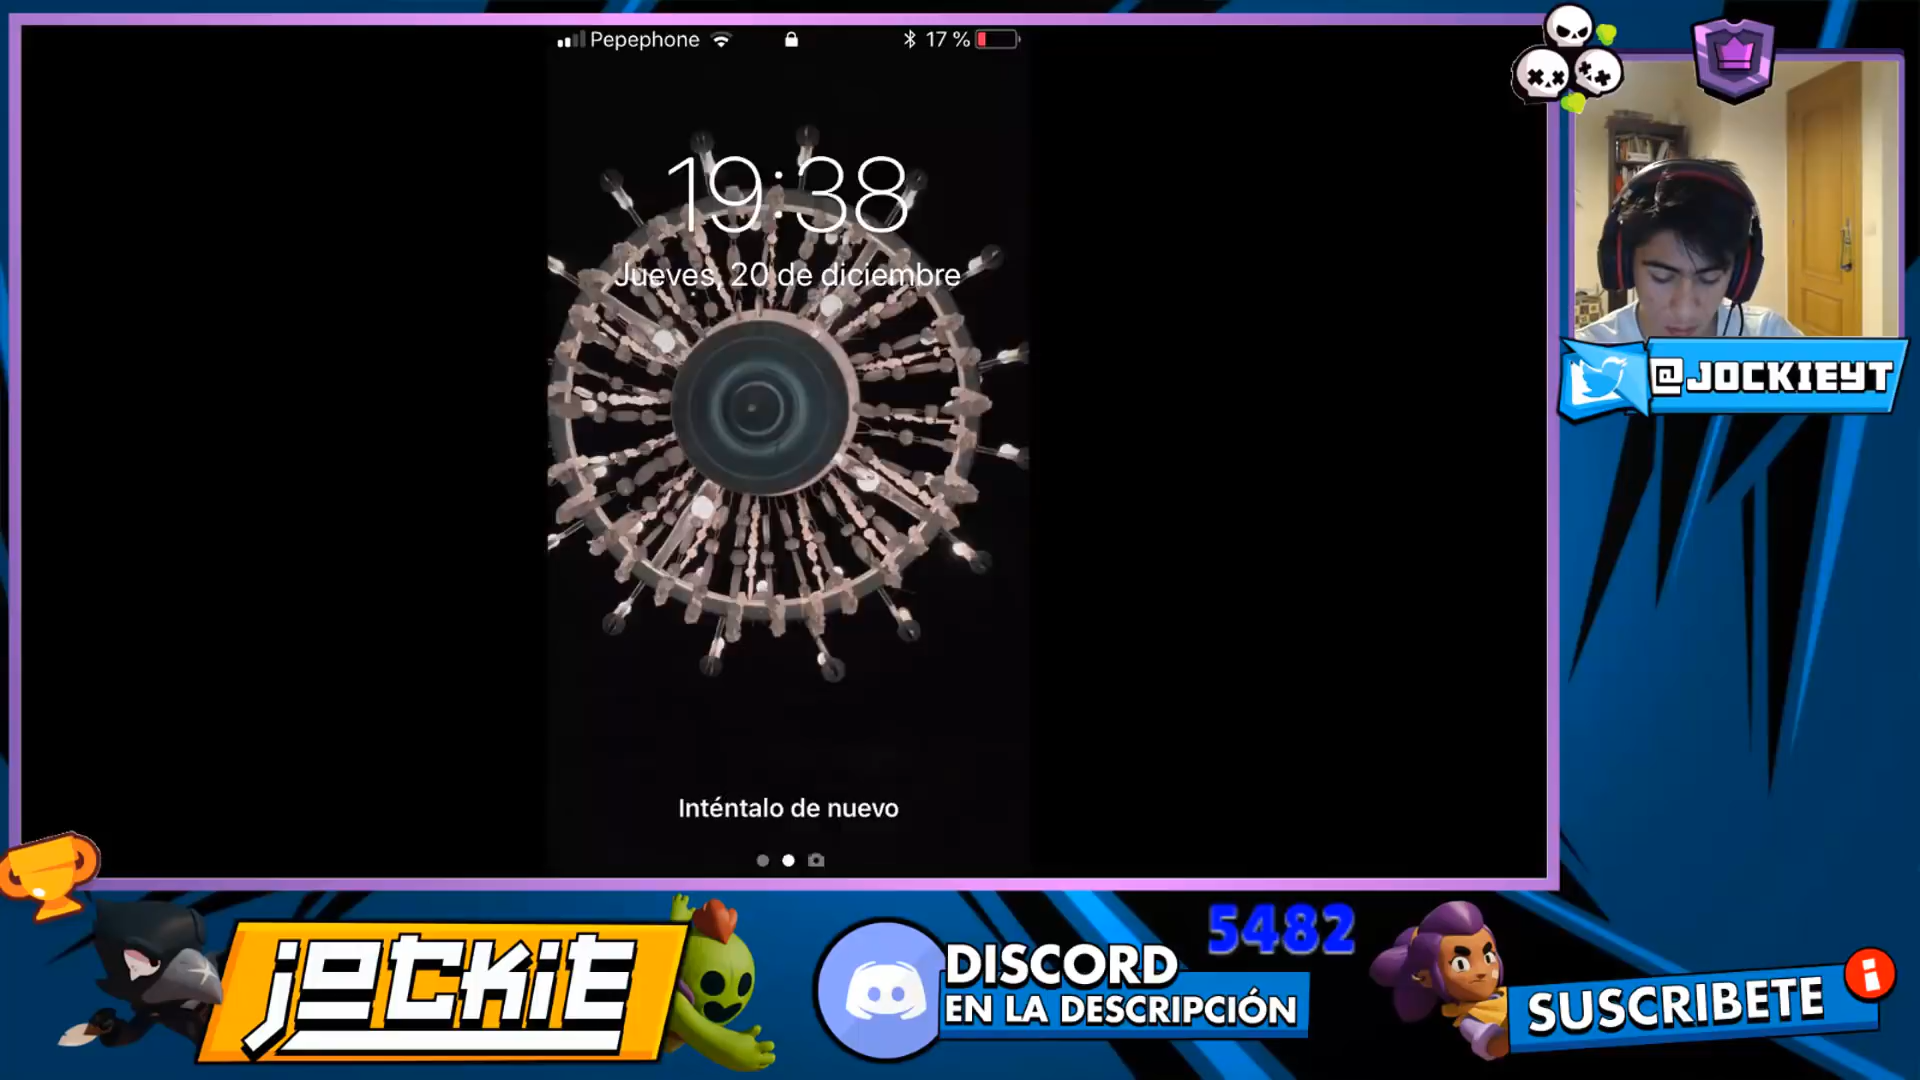 Pepephone
17 %
19:38
Jueves, 20 de diciembre
Inténtalo de nuevo
@JOCKIEYT
JOCKIE
DISCORD
EN LA DESCRIPCIÓN
5482
SUSCRIBETE
i